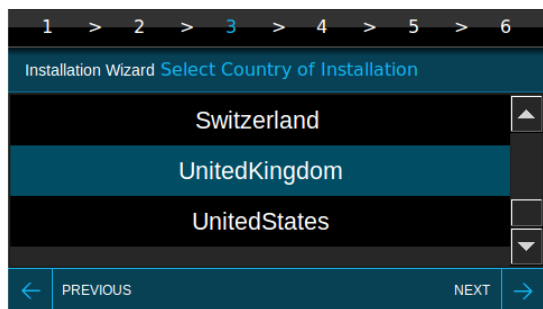 1 > 2 > 3 > 4 > 5 > 6
Installation Wizard Select Country of Installation
Switzerland
UnitedKingdom
UnitedStates
PREVIOUS NEXT